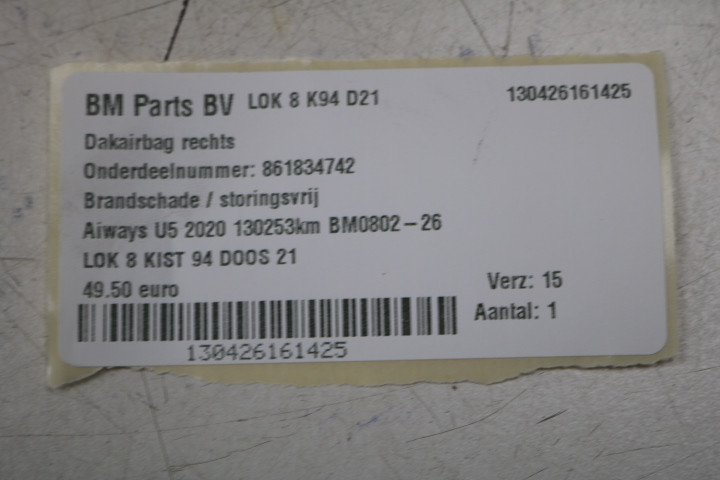 BM Parts BV LOK 8 K94 D21 130426161425
Dakairbag rechts
Onderdeelnummer: 861834742
Brandschade / storingsvrij
Aiways U5 2020 130253km BM0802-26
LOK 8 KIST 94 DOOS 21
49.50 euro Verz: 15
Aantal: 1
130426161425